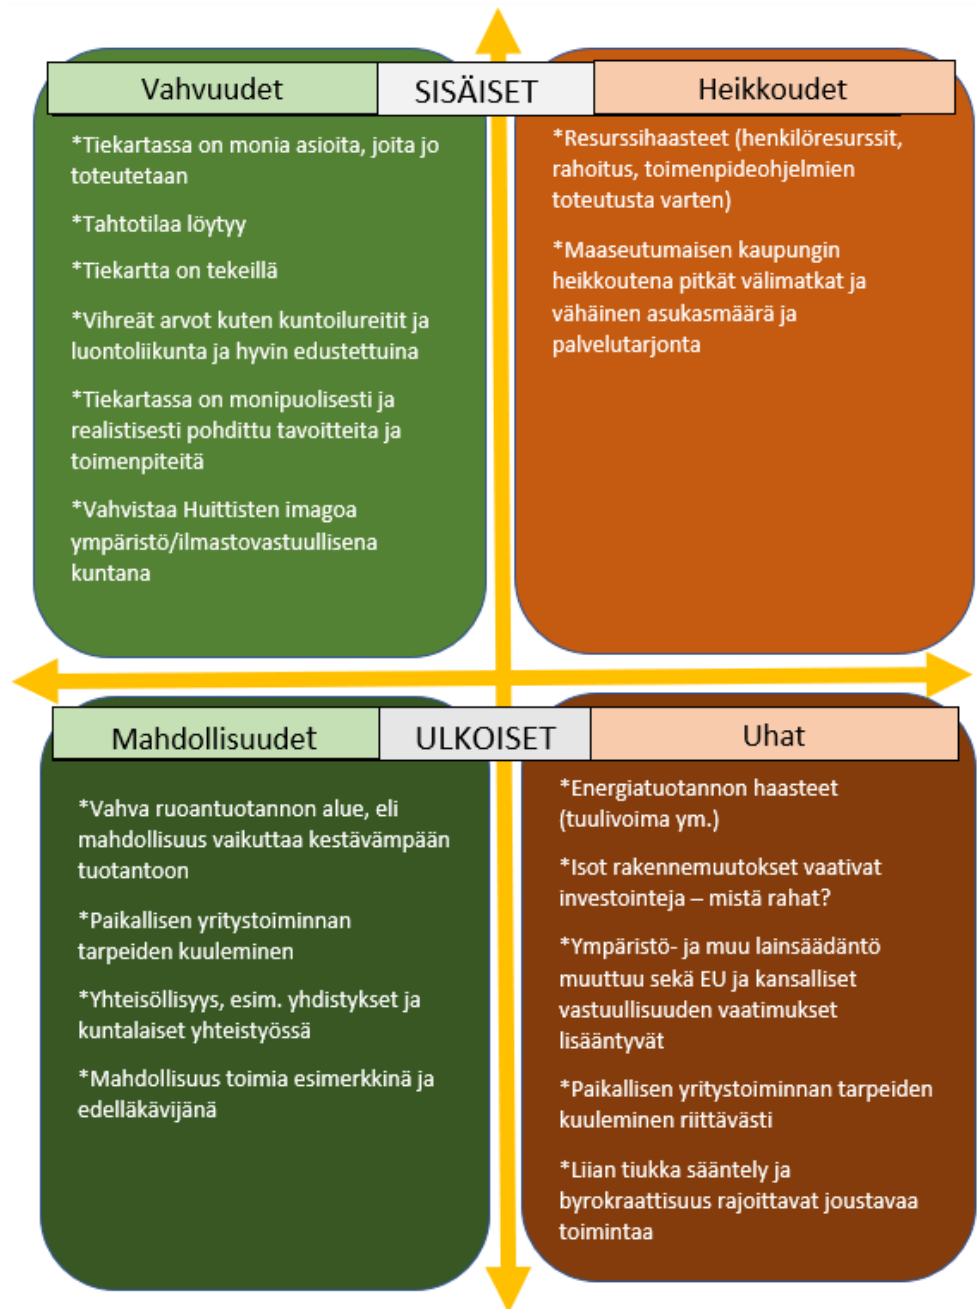 Vahvuudet
SISÄISET
Heikkoudet
*Tiekartassa on monia asioita, joita jo
toteutetaan
*Tahtotilaa löytyy
*Tiekartta on tekeillä
*Vihreät arvot kuten kuntoilureitit ja
luontoliikunta ja hyvin edustettuina
*Tiekartassa on monipuolisesti ja
realistisesti pohdittu tavoitteita ja
toimenpiteitä
*Vahvistaa Huittisten imagoa
ympäristö/ilmastovastuullisena
kuntana
*Resurssihaasteet (henkilöresurssit,
rahoitus, toimenpideohjelmien
toteutusta varten)
*Maaseutumaisen kaupungin
heikkoutena pitkät välimatkat ja
vähäinen asukasmäärä ja
palvelutarjonta
Mahdollisuudet
ULKOISET
Uhat
*Vahva ruoantuotannon alue, eli
mahdollisuus vaikuttaa kestävämpään
tuotantoon
*Paikallisen yritystoiminnan
tarpeiden kuuleminen
*Yhteisöllisyys, esim. yhdistykset ja
kuntalaiset yhteistyössä
*Mahdollisuus toimia esimerkkinä ja
edelläkävijänä
*Energiatuotannon haasteet
(tuulivoima ym.)
*Isot rakennemuutokset vaativat
investointeja – mistä rahat?
*Ympäristö- ja muu lainsäädäntö
muuttuu sekä EU ja kansalliset
vastuullisuuden vaatimukset
lisääntyvät
*Paikallisen yritystoiminnan tarpeiden
kuuleminen riittävästi
*Liian tiukka sääntely ja
byrokraattisuus rajoittavat joustavaa
toimintaa